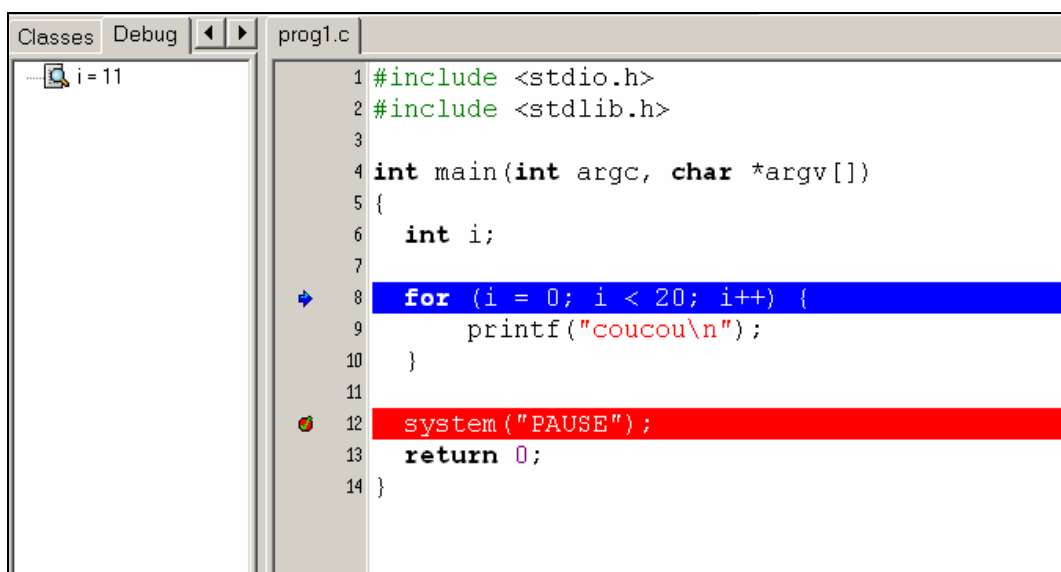 Classes Debug
prog1.c
i = 11
1 #include <stdio.h>
2 #include <stdlib.h>
3
4 int main(int argc, char *argv[])
5 {
6 int i;
7
8 for (i = 0; i < 20; i++) {
9 printf("coucou\n");
10 }
11
12 system("PAUSE");
13 return 0;
14 }